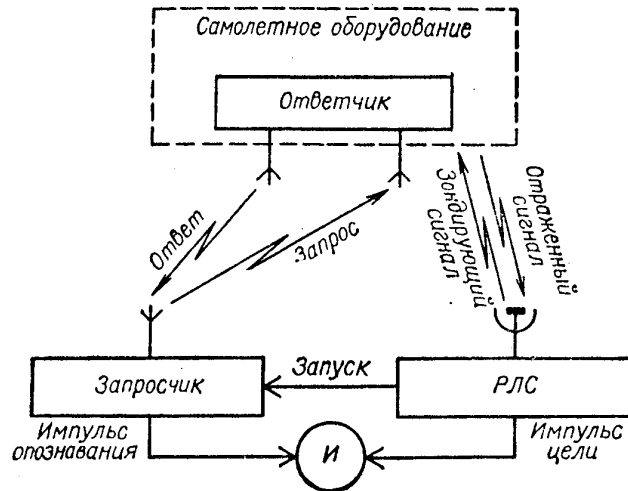 Самолетное оборудование
Ответчик
Ответ
Запрос
Зондирующий
сигнал
Отраженный
сигнал
Запросчик
Запуск
РЛС
Импульс
опознавания
И
Импульс
цели